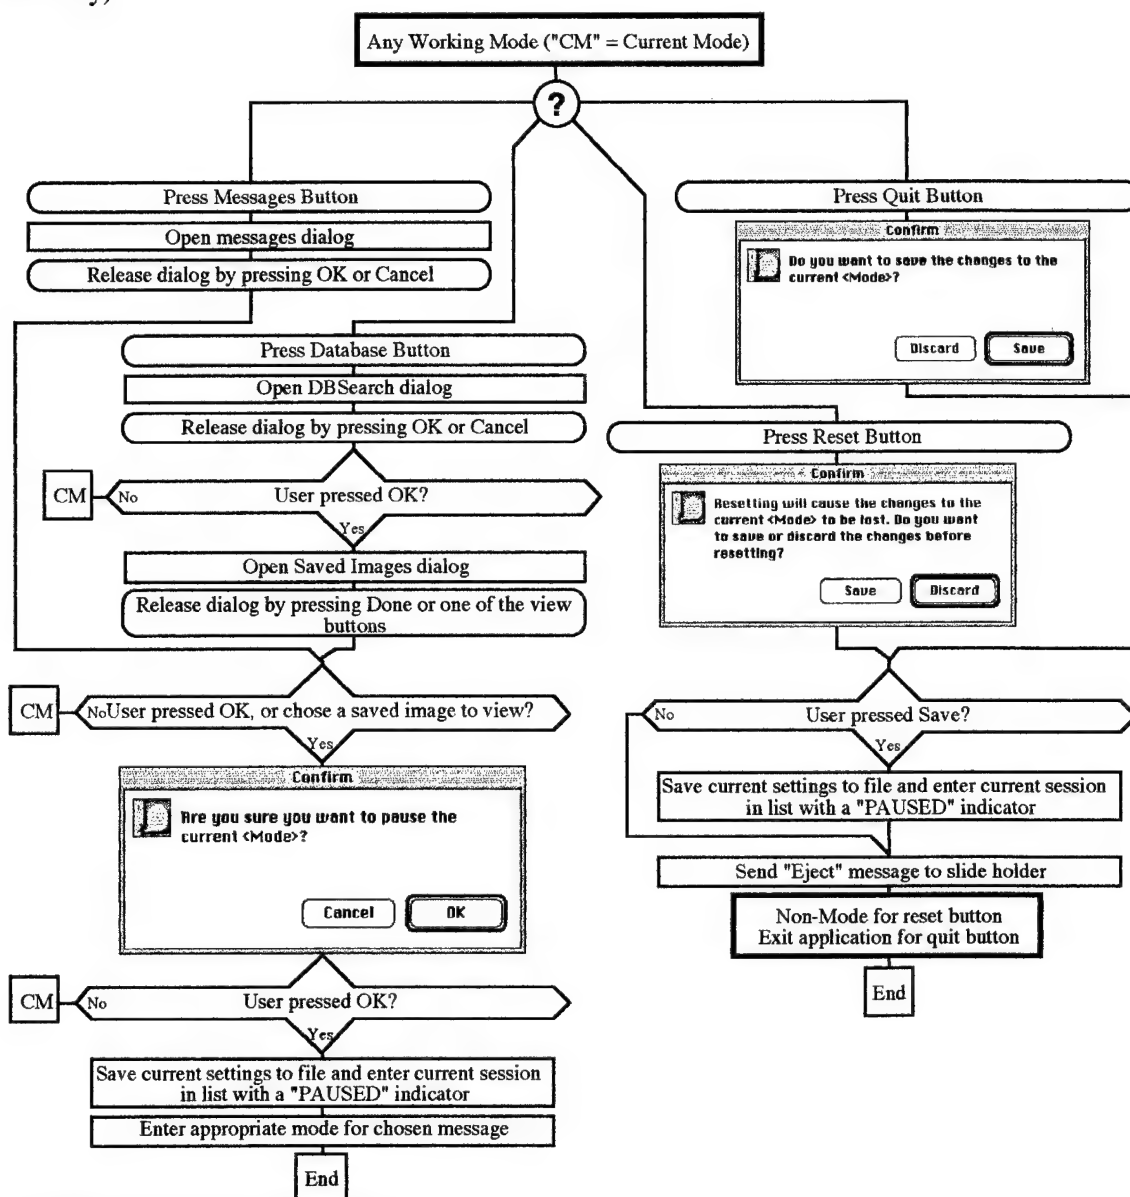 Any Working Mode ("CM" = Current Mode)
?
Press Messages Button
Open messages dialog
Release dialog by pressing OK or Cancel
Press Database Button
Open DBSearch dialog
Release dialog by pressing OK or Cancel
CM
No
User pressed OK?
Yes
Open Saved Images dialog
Release dialog by pressing Done or one of the view
buttons
CM
No
User pressed OK, or chose a saved image to view?
Yes
Confirm
Are you sure you want to pause the
current <Mode>?
Cancel
OK
CM
No
User pressed OK?
Yes
Save current settings to file and enter current session
in list with a "PAUSED" indicator
Enter appropriate mode for chosen message
End
Press Quit Button
Confirm
Do you want to save the changes to the
current <Mode>?
Discard
Save
Press Reset Button
Confirm
Resetting will cause the changes to the
current <Mode> to be lost. Do you want
to save or discard the changes before
resetting?
Save
Discard
No
User pressed Save?
Yes
Save current settings to file and enter current session
in list with a "PAUSED" indicator
Send "Eject" message to slide holder
Non-Mode for reset button
Exit application for quit button
End